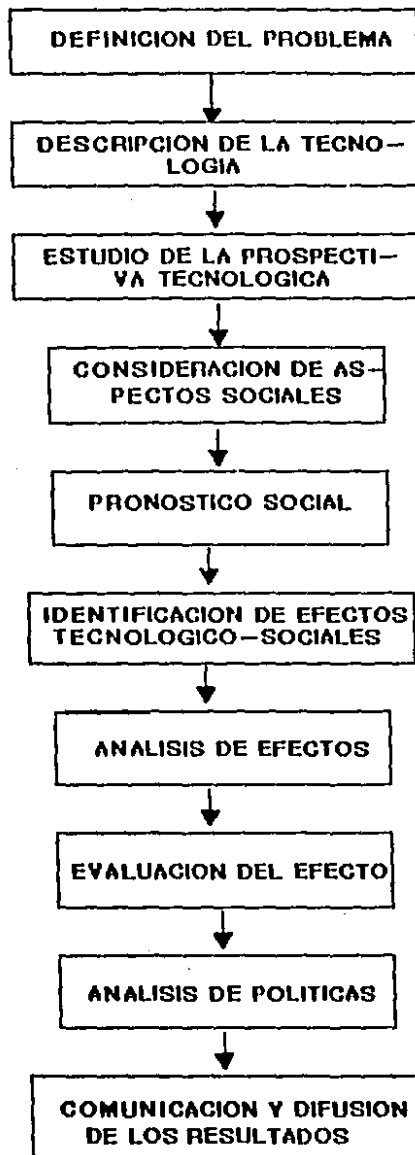 DEFINICION DEL PROBLEMA
DESCRIPCION DE LA TECNO-
LOGIA
ESTUDIO DE LA PROSPECTI-
VA TECNOLOGICA
CONSIDERACION DE AS-
PECTOS SOCIALES
PRONOSTICO SOCIAL
IDENTIFICACION DE EFECTOS
TECNOLOGICO-SOCIALES
ANALISIS DE EFECTOS
EVALUACION DEL EFECTO
ANALISIS DE POLITICAS
COMUNICACION Y DIFUSION
DE LOS RESULTADOS